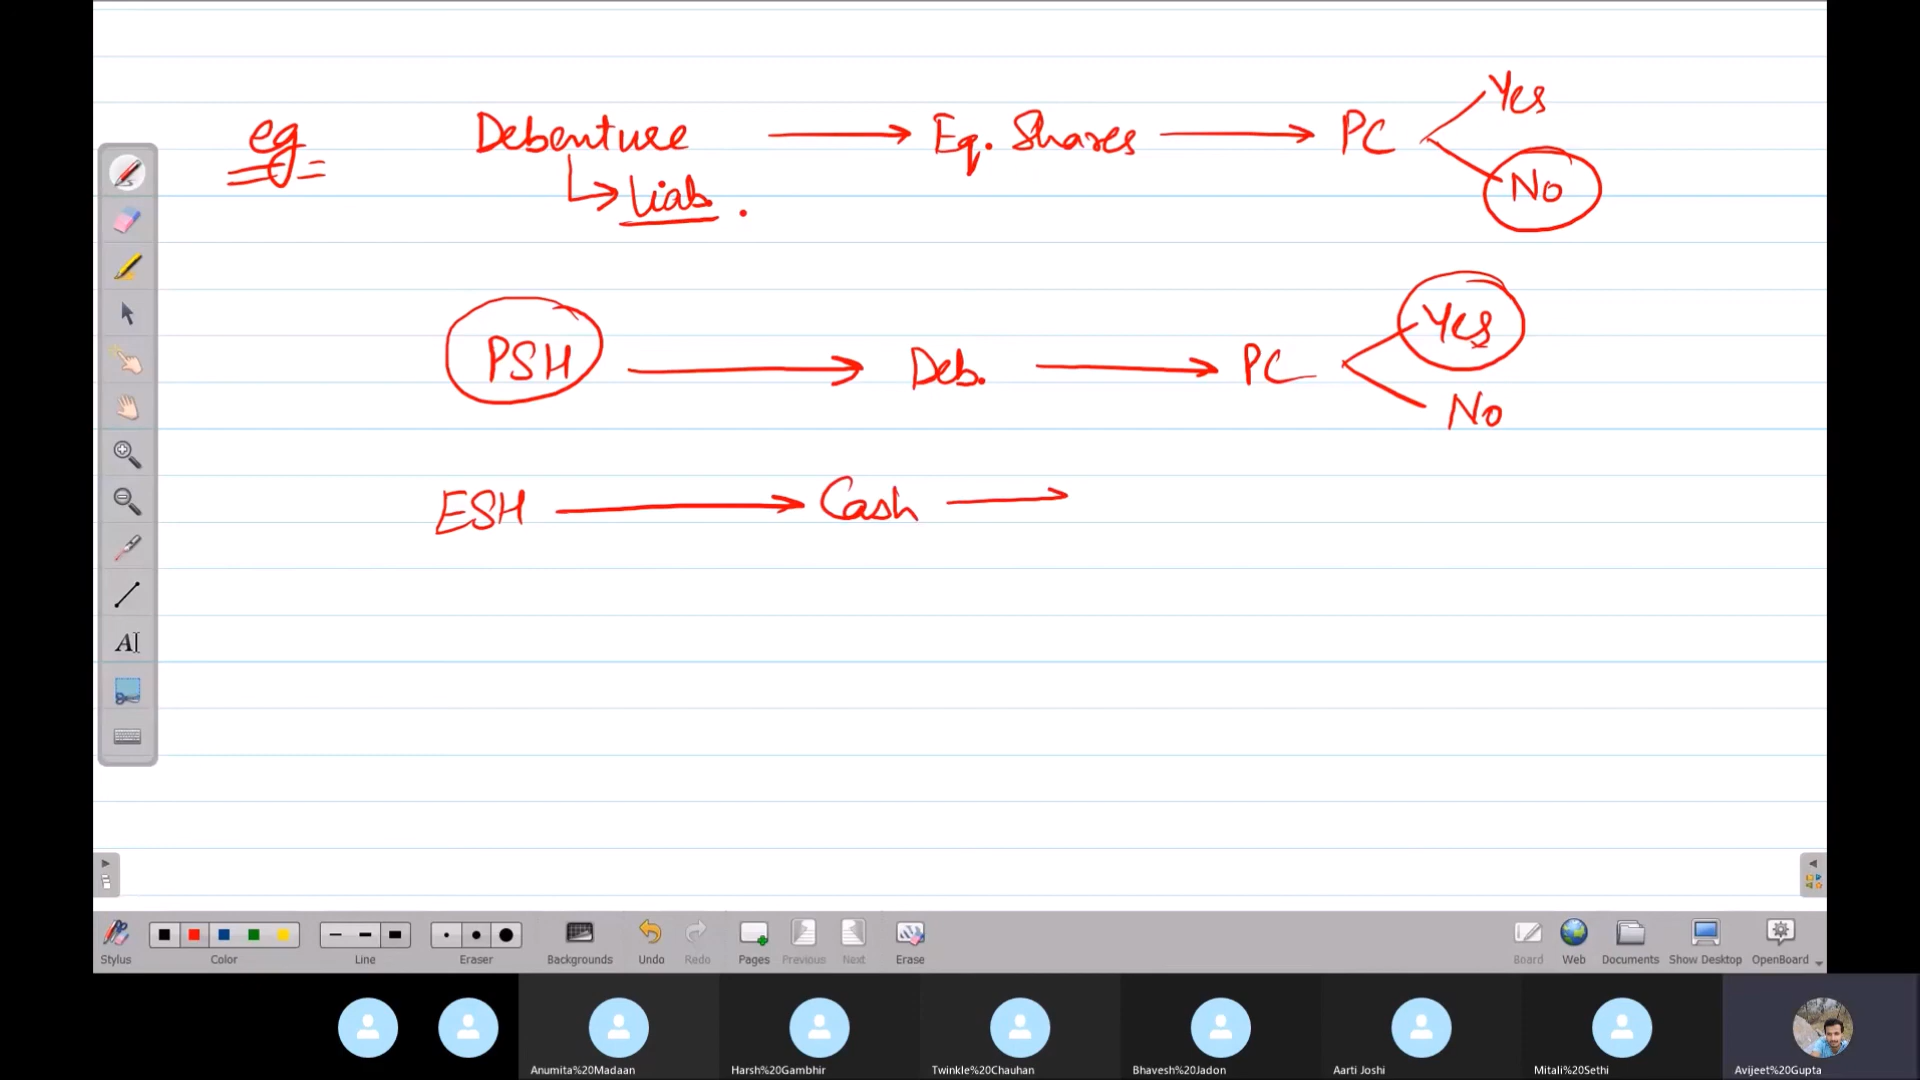 eg Debenture → Eq. Shares → PC Yes
No
↳ Liab.
PSH → Deb. → PC Yes
No
ESH → Cash →
Stylus Color Line Eraser Backgrounds Undo Redo Pages Previous Next Erase Board Web Documents Show Desktop OpenBoard
Anumita%20Madaan Harsh%20Gambhir Twinkle%20Chauhan Bhavesh%20Jadon Aarti Joshi Mitali%20Sethi Avijeet%20Gupta